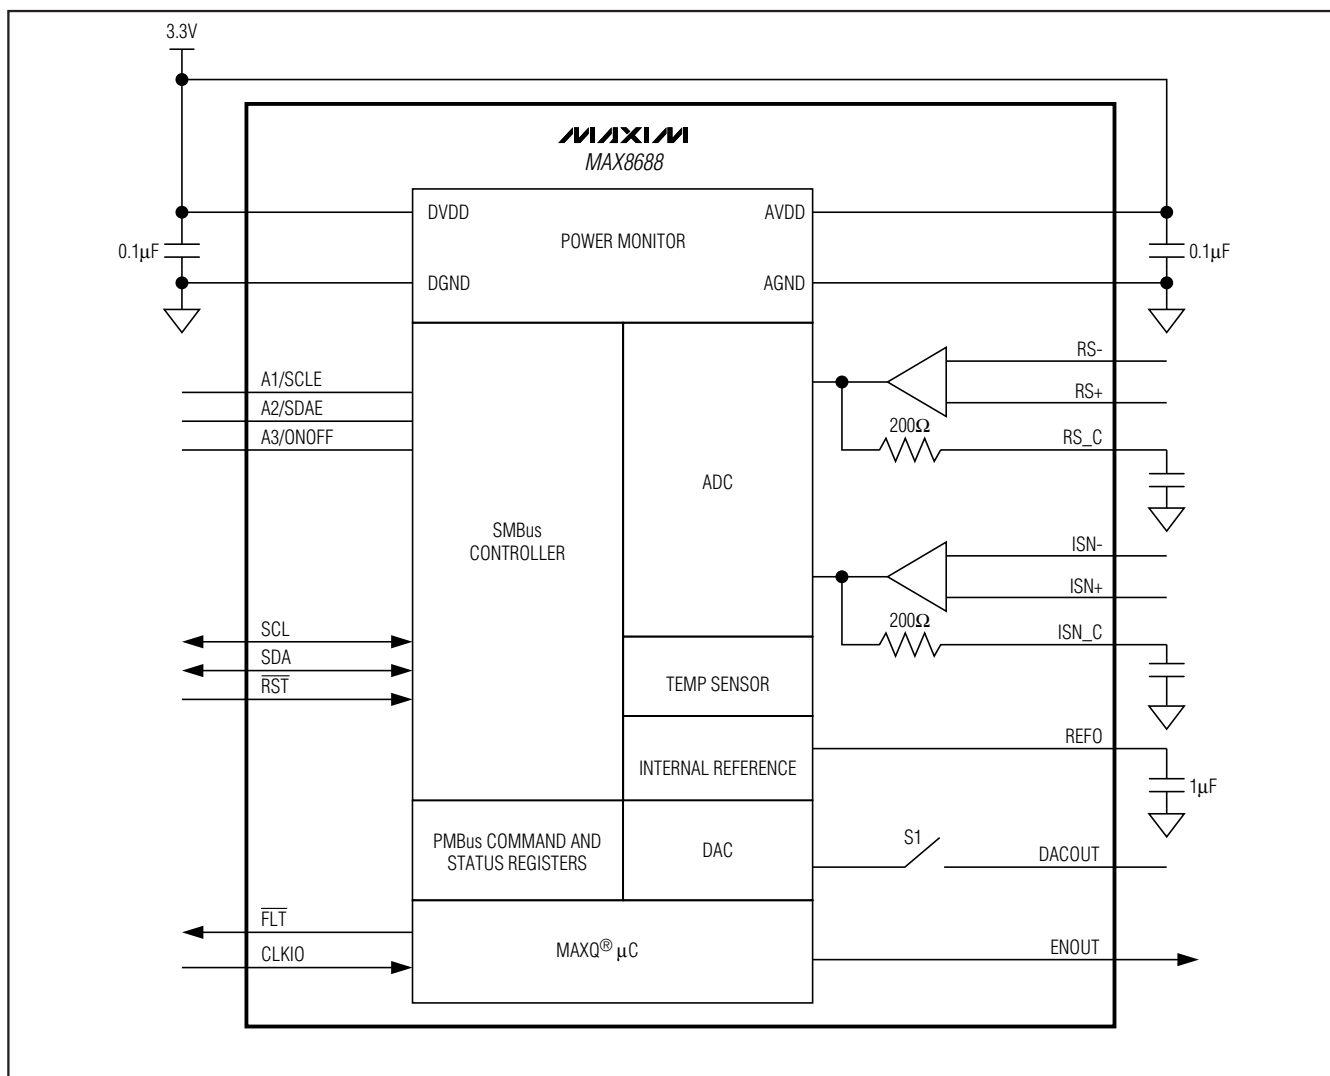 3.3V
MAXIM
MAX8688
DVDD
AVDD
POWER MONITOR
0.1μF
0.1μF
DGND
AGND
RS-
A1/SCLE
RS+
A2/SDAE
200Ω
A3/ONOFF
RS_C
ADC
SMBus
CONTROLLER
ISN-
ISN+
200Ω
SCL
ISN_C
SDA
RST
TEMP SENSOR
REFO
INTERNAL REFERENCE
1μF
PMBus COMMAND AND
STATUS REGISTERS
DAC
S1
DACOUT
FLT
MAXQ® μC
CLKIO
ENOUT